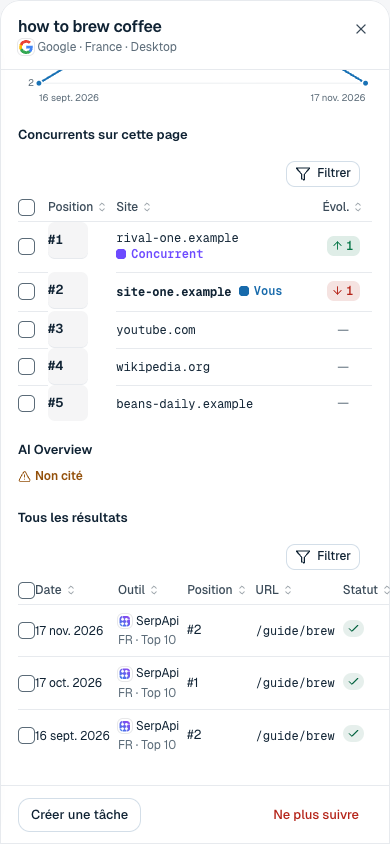 how to brew coffee
Google · France · Desktop
2
16 sept. 2026 17 nov. 2026
Concurrents sur cette page
Filtrer
Position Site Évol.
#1 rival-one.example ↑ 1
Concurrent
#2 site-one.example Vous ↓ 1
#3 youtube.com —
#4 wikipedia.org —
#5 beans-daily.example —
AI Overview
Non cité
Tous les résultats
Filtrer
Date Outil Position URL Statut
17 nov. 2026 SerpApi #2 /guide/brew
FR · Top 10
17 oct. 2026 SerpApi #1 /guide/brew
FR · Top 10
16 sept. 2026 SerpApi #2 /guide/brew
FR · Top 10
Créer une tâche Ne plus suivre